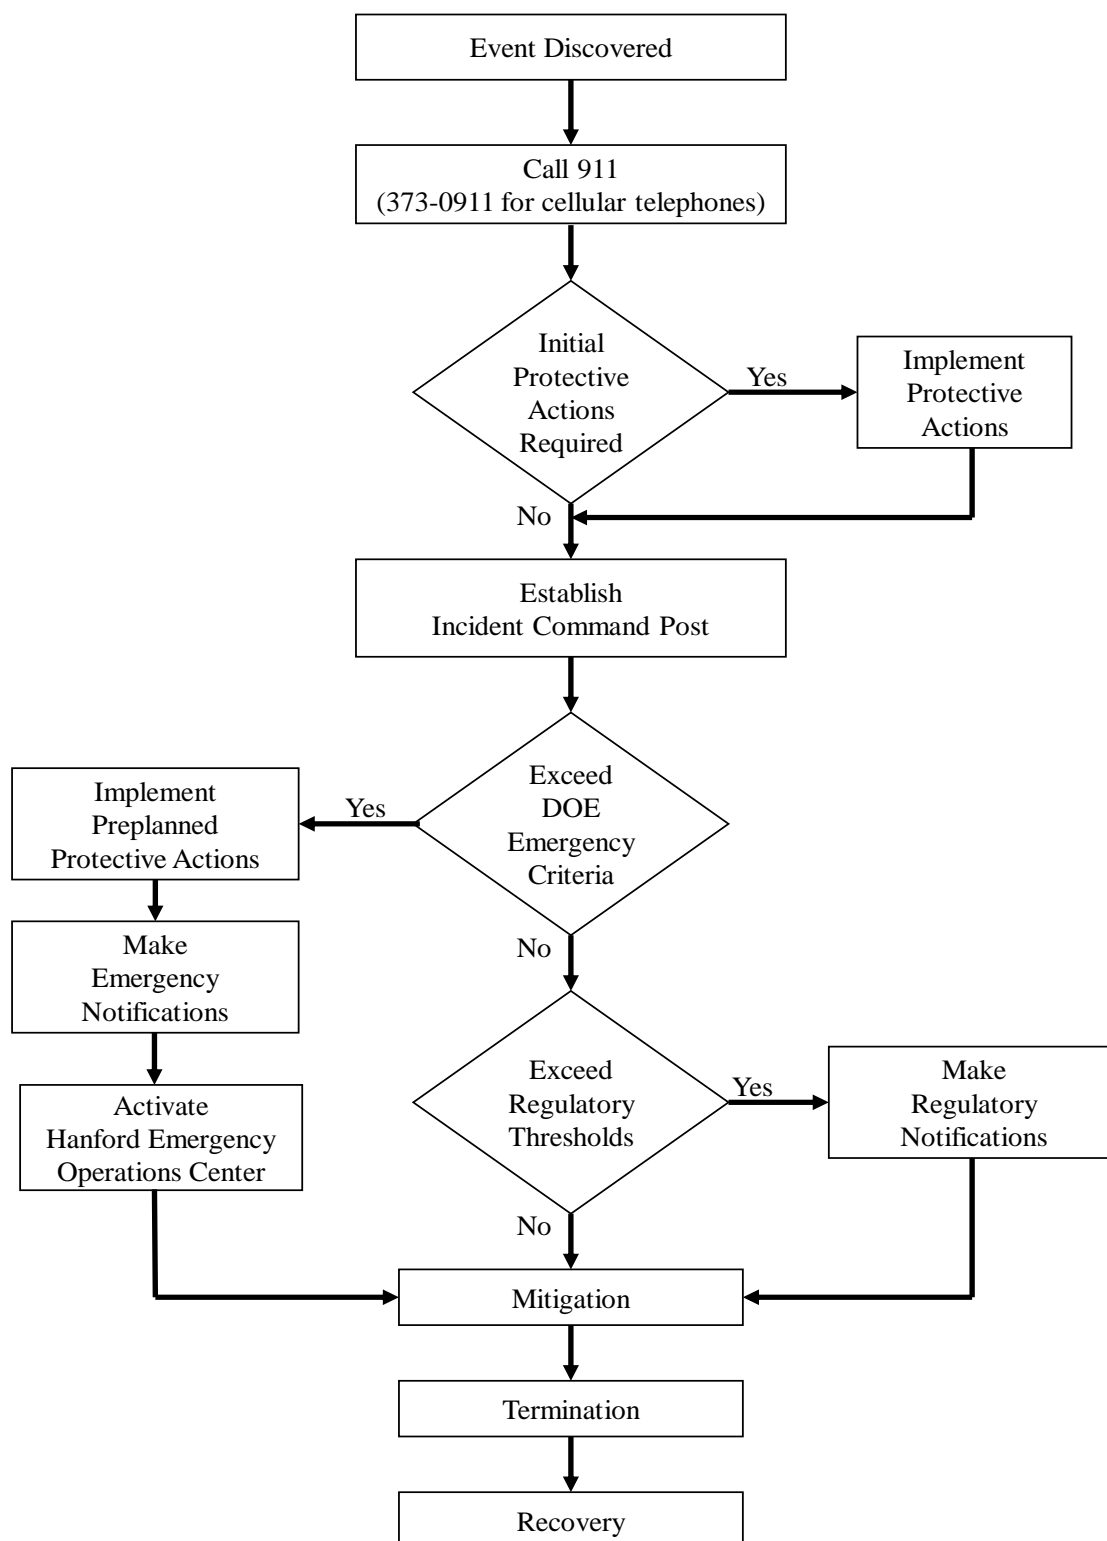 Event Discovered
Call 911
(373-0911 for cellular telephones)
Initial
Protective
Actions
Required
Yes
Implement
Protective
Actions
No
Establish
Incident Command Post
Exceed
DOE
Emergency
Criteria
Yes
Implement
Preplanned
Protective Actions
Make
Emergency
Notifications
Activate
Hanford Emergency
Operations Center
No
Exceed
Regulatory
Thresholds
Yes
Make
Regulatory
Notifications
No
Mitigation
Termination
Recovery